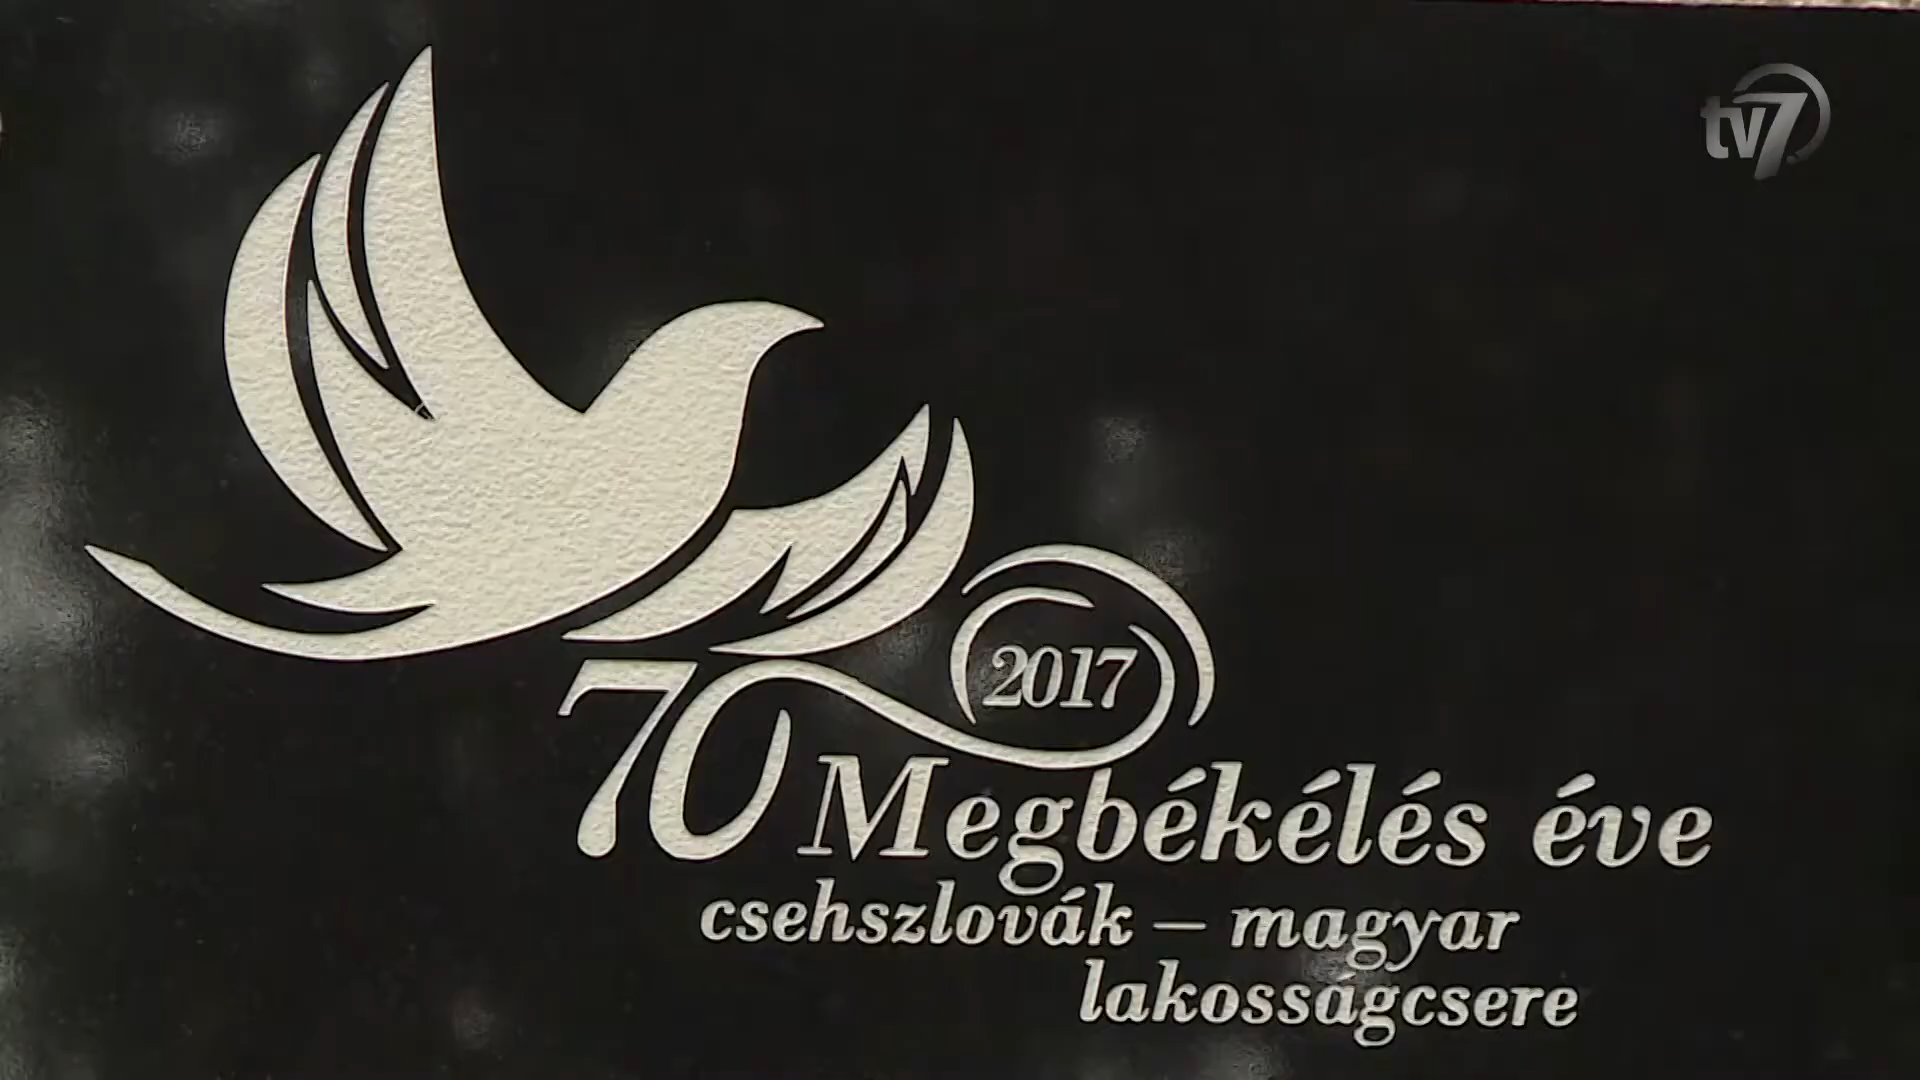 tv7
2017
70 Megbékélés éve
csehszlovák – magyar
lakosságcsere